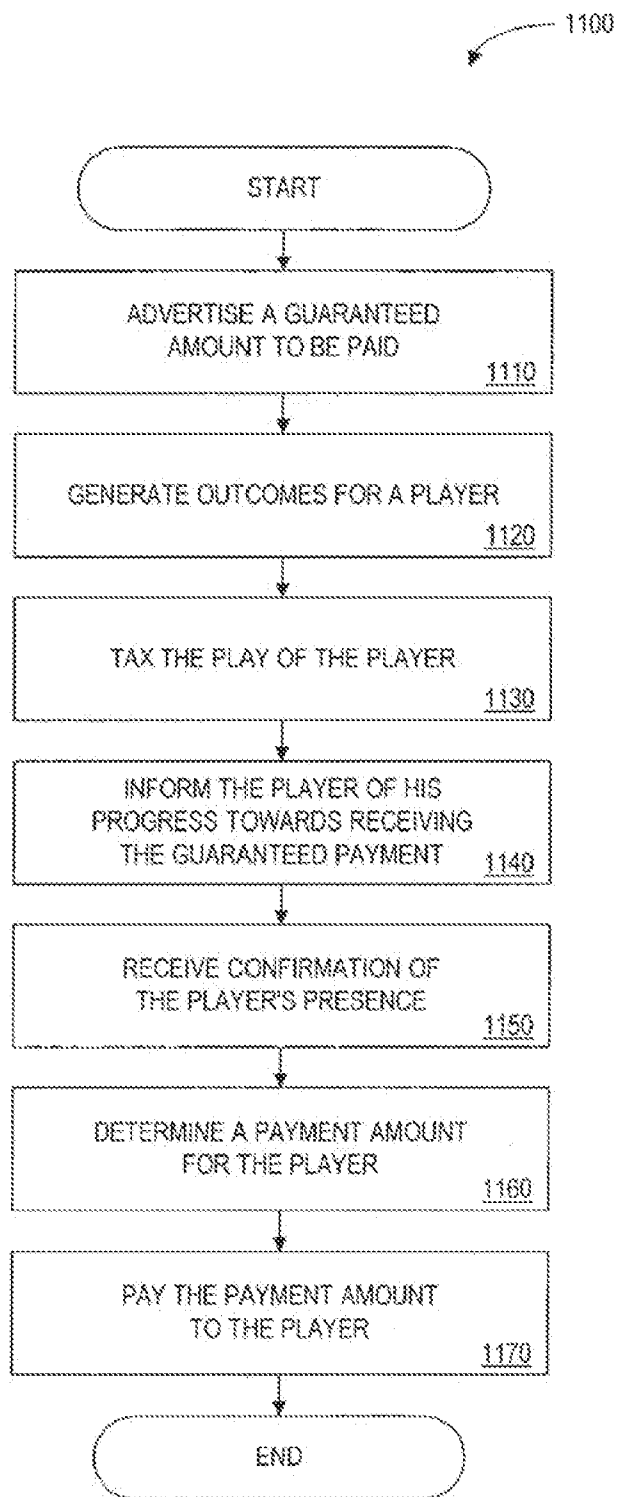 1100
START
ADVERTISE A GUARANTEED
AMOUNT TO BE PAID
1110
GENERATE OUTCOMES FOR A PLAYER
1120
TAX THE PLAY OF THE PLAYER
1130
INFORM THE PLAYER OF HIS
PROGRESS TOWARDS RECEIVING
THE GUARANTEED PAYMENT
1140
RECEIVE CONFIRMATION OF
THE PLAYER'S PRESENCE
1150
DETERMINE A PAYMENT AMOUNT
FOR THE PLAYER
1160
PAY THE PAYMENT AMOUNT
TO THE PLAYER
1170
END